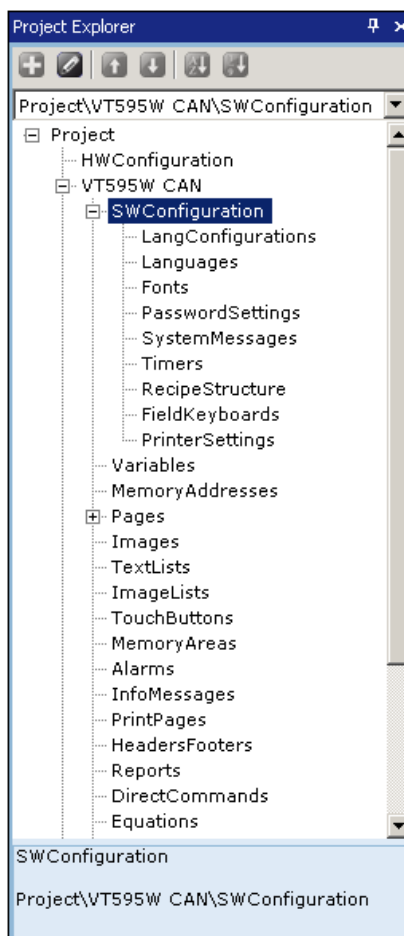 Project Explorer
Project\VT595W CAN\SWConfiguration
Project
HWConfiguration
VT595W CAN
SWConfiguration
LangConfigurations
Languages
Fonts
PasswordSettings
SystemMessages
Timers
RecipeStructure
FieldKeyboards
PrinterSettings
Variables
MemoryAddresses
Pages
Images
TextLists
ImageLists
TouchButtons
MemoryAreas
Alarms
InfoMessages
PrintPages
HeadersFooters
Reports
DirectCommands
Equations
SWConfiguration
Project\VT595W CAN\SWConfiguration